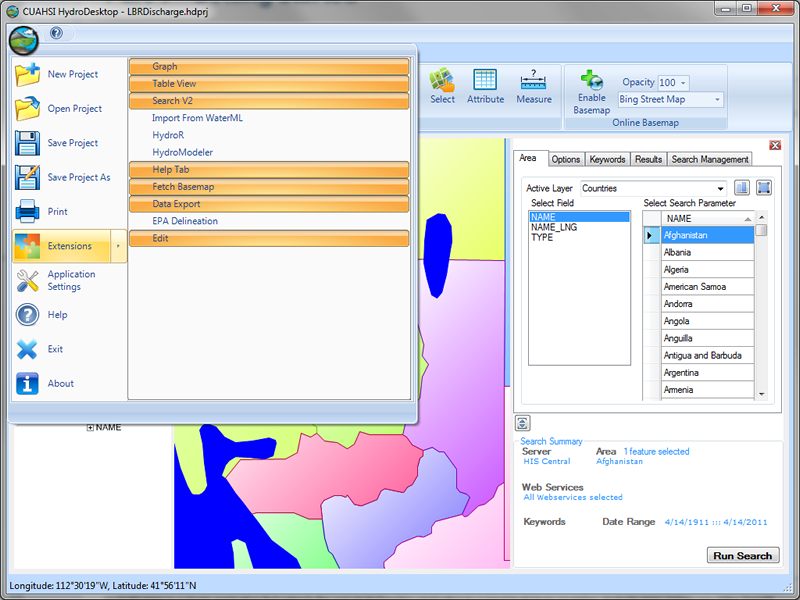 CUAHSI HydroDesktop - LBRDischarge.hdprj
New Project
Open Project
Save Project
Save Project As
Print
Extensions
Application
Settings
Help
Exit
About
Graph
Table View
Search V2
Import From WaterML
HydroR
HydroModeler
Help Tab
Fetch Basemap
Data Export
EPA Delineation
Edit
Select
Attribute
Measure
Enable
Basemap
Opacity 100
Bing Street Map
Online Basemap
NAME
Area Options Keywords Results Search Management
Active Layer Countries
Select Field
NAME
NAME_LNG
TYPE
Select Search Parameter
NAME
Afghanistan
Albania
Algeria
American Samoa
Andorra
Angola
Anguilla
Antigua and Barbuda
Argentina
Armenia
Search Summary
Server Area 1 feature selected
HIS Central Afghanistan
Web Services
All Webservices selected
Keywords Date Range 4/14/1911 ::: 4/14/2011
Run Search
Longitude: 112°30'19"W, Latitude: 41°56'11"N